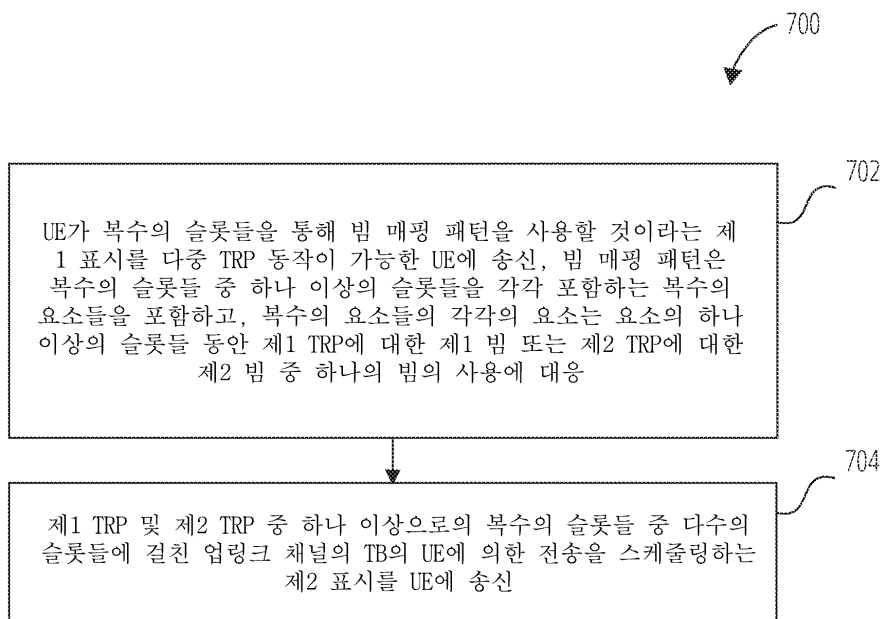 700
702
UE가 복수의 슬롯들을 통해 빔 매핑 패턴을 사용할 것이라는 제
1 표시를 다중 TRP 동작이 가능한 UE에 송신, 빔 매핑 패턴은
복수의 슬롯들 중 하나 이상의 슬롯들을 각각 포함하는 복수의
요소들을 포함하고, 복수의 요소들의 각각의 요소는 요소의 하나
이상의 슬롯들 동안 제1 TRP에 대한 제1 빔 또는 제2 TRP에 대한
제2 빔 중 하나의 빔의 사용에 대응
704
제1 TRP 및 제2 TRP 중 하나 이상으로의 복수의 슬롯들 중 다수의
슬롯들에 걸친 업링크 채널의 TB의 UE에 의한 전송을 스케줄링하는
제2 표시를 UE에 송신